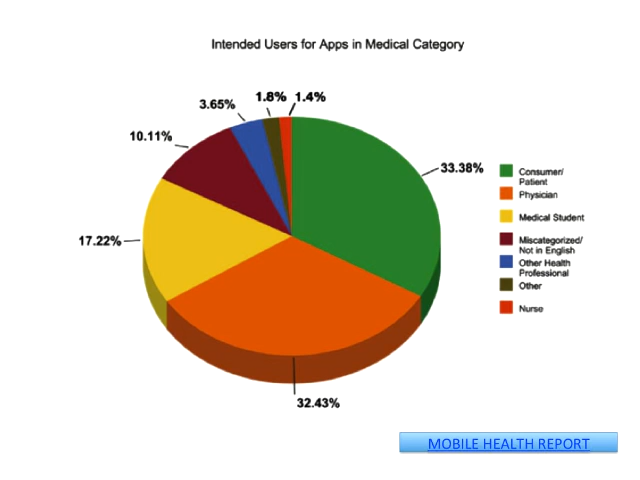 Intended Users for Apps in Medical Category
1.8%
1.4%
3.65%
10.11%
33.38%
17.22%
32.43%
Consumer/
Patient
Physician
Medical Student
Miscategorized/
Not in English
Other Health
Professional
Other
Nurse
MOBILE HEALTH REPORT